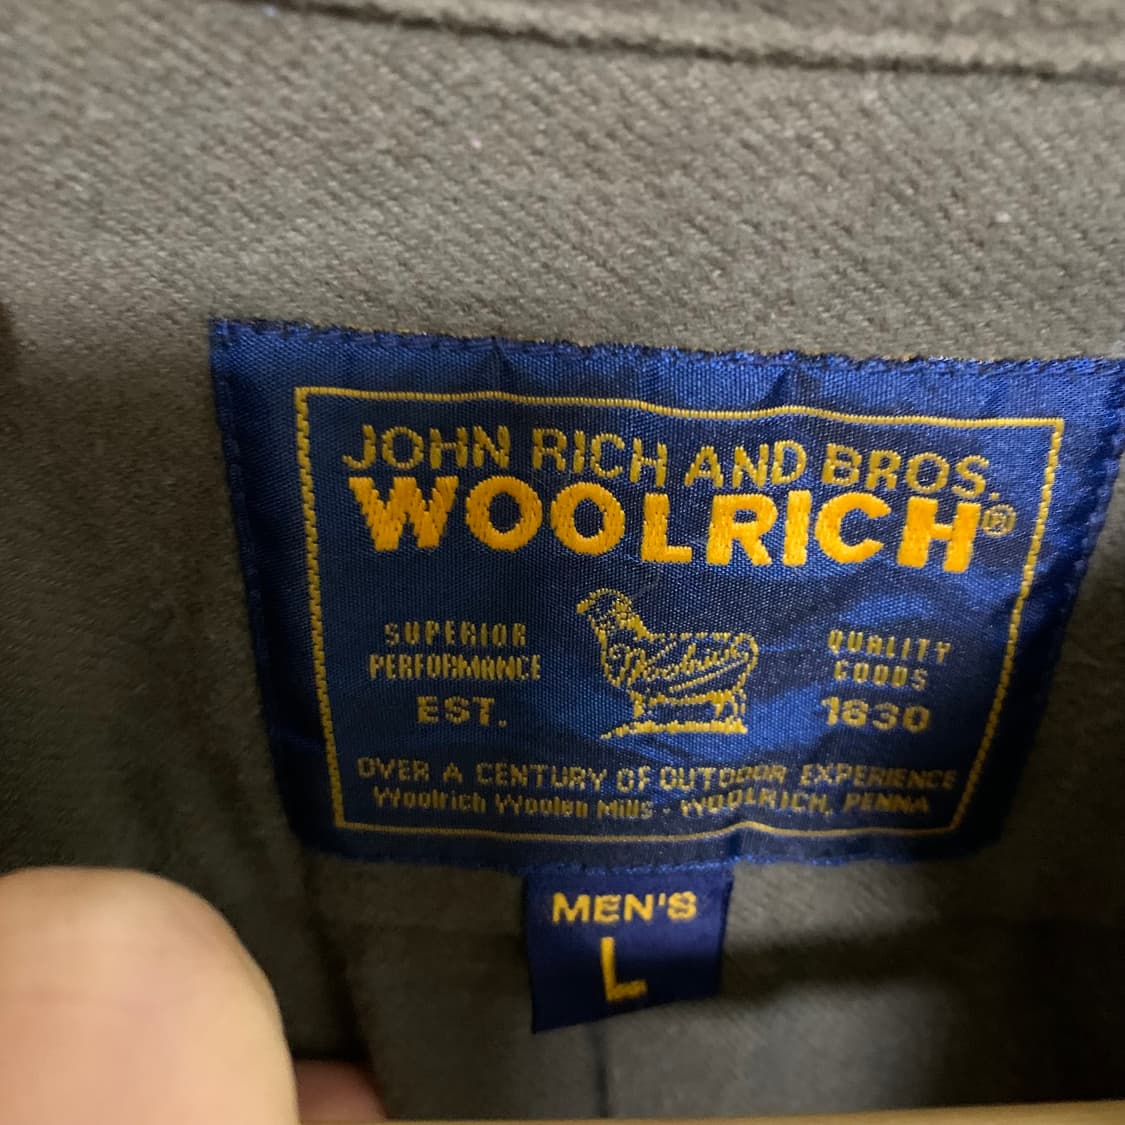 JOHN RICH AND BROS.
WOOLRICH®
SUPERIOR
PERFORMANCE
EST.
Woolrich
QUALITY
GOODS
1830
OVER A CENTURY OF OUTDOOR EXPERIENCE
Woolrich Woolen Mills · WOOLRICH, PENNA
MEN'S
L